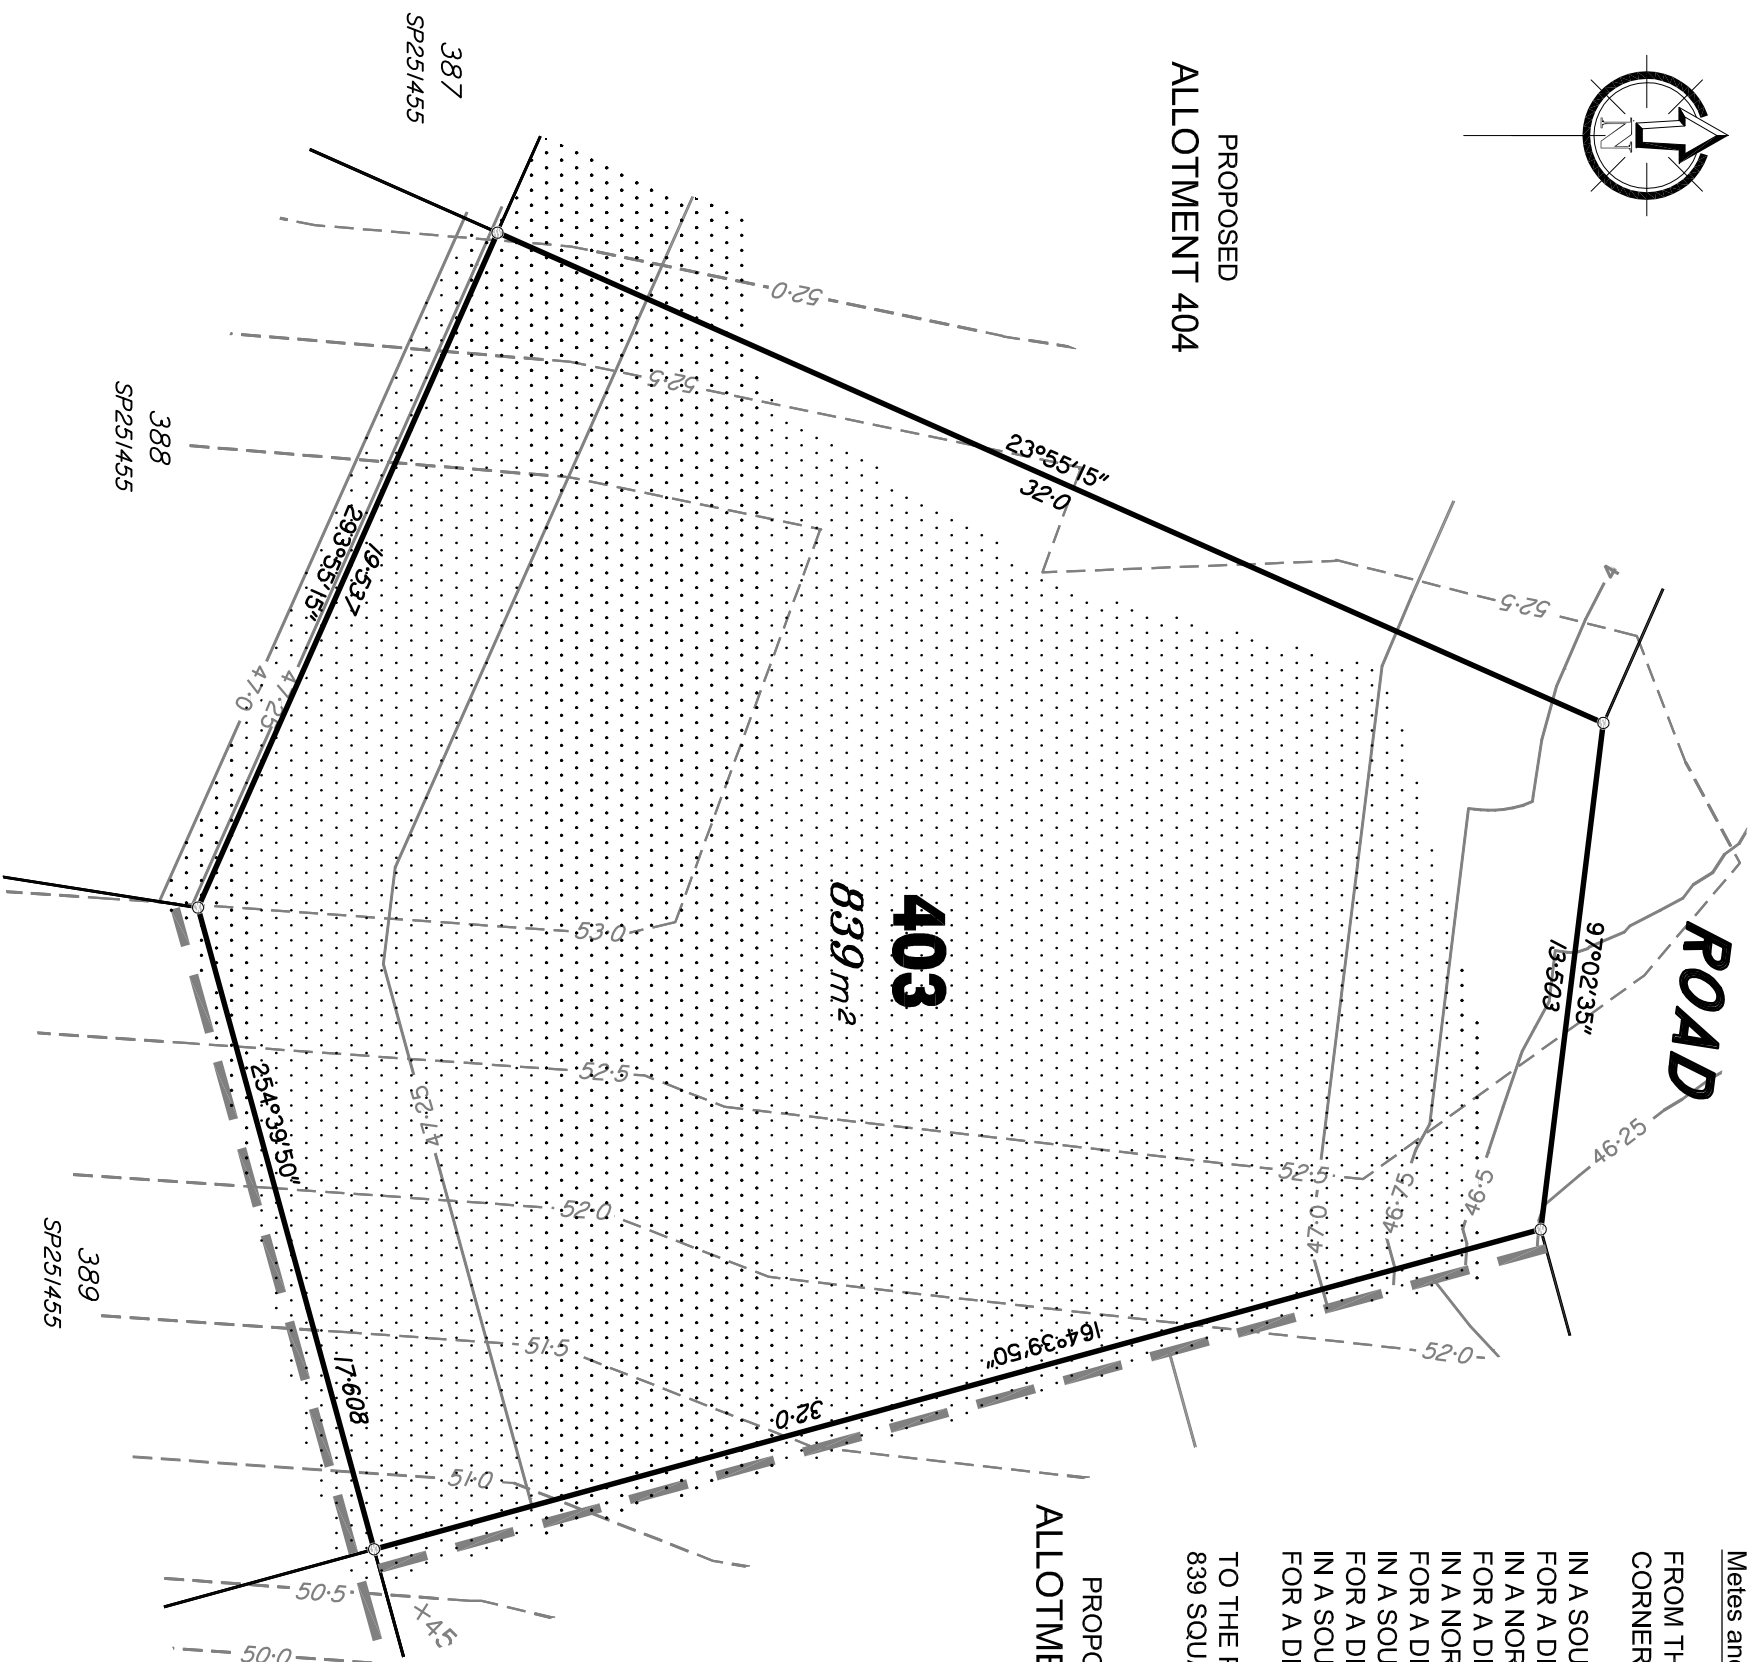 N
PROPOSED
ALLOTMENT 404
387
SP251455
388
SP251455
389
SP251455
ROAD
403
839 m²
23°55'15"
32·0
97°02'35"
13·503
164°39'50"
32·0
254°39'50"
17·608
293°55'15"
19·537
52·0
52·5
52·5
53·0
52·5
52·5
52·0
52·0
51·5
51·0
50·5
50·0
47·0
47·25
47·25
47·0
46·75
46·5
46·25
4
×45
Metes and
FROM TH
CORNER
IN A SOU
FOR A DI
IN A NOR
FOR A DI
IN A NOR
FOR A DI
IN A SOU
FOR A DI
IN A SOU
FOR A DI
TO THE P
839 SQUA
PROPO
ALLOTME